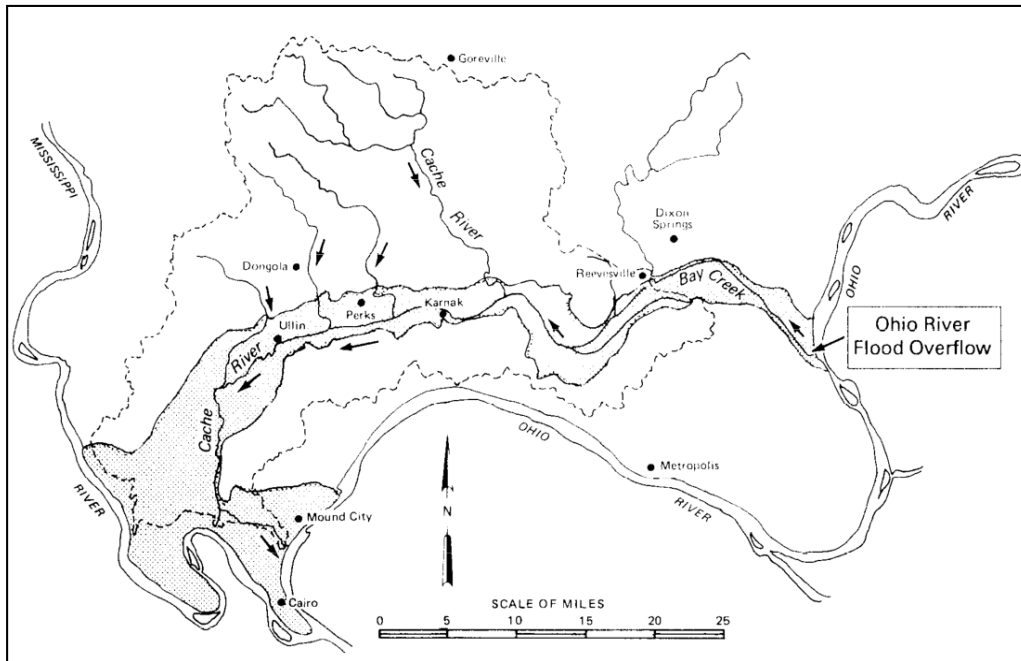 Goreville
MISSISSIPPI
Cache
River
RIVER
Dixon
Springs
OHIO
Dongola
Reevesville
Bay Creek
Ullin
Perks
Karnak
River
Ohio River
Flood Overflow
Cache
OHIO
Metropolis
RIVER
RIVER
N
Mound City
Cairo
SCALE OF MILES
0 5 10 15 20 25